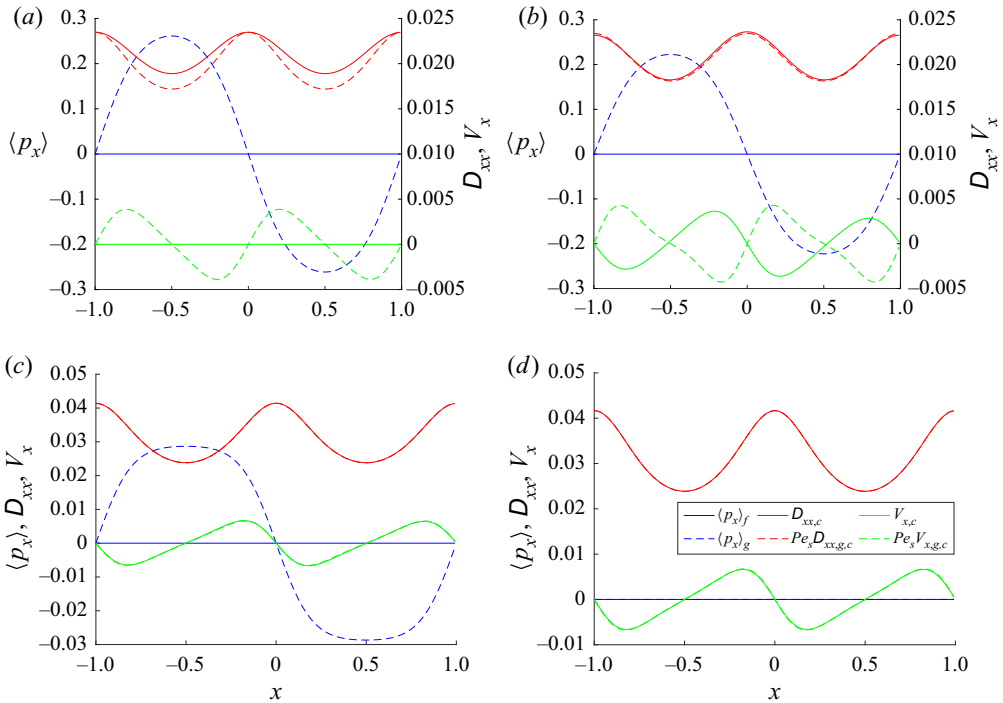 (a)
(b)
0.3 0.025 0.3 0.025
0.2 0.020 0.2 0.020
0.1 0.015 0.1 0.015
⟨p_x⟩ 0 0.010 D_xx, V_x ⟨p_x⟩ 0 0.010 D_xx, V_x
–0.1 0.005 –0.1 0.005
–0.2 0 –0.2 0
–0.3 –0.005 –0.3 –0.005
–1.0 –0.5 0 0.5 1.0 –1.0 –0.5 0 0.5 1.0
(c)
(d)
⟨p_x⟩, D_xx, V_x
0.05
0.04
0.03
0.02
0.01
0
–0.01
–0.02
–0.03
–1.0 –0.5 0 0.5 1.0
x
⟨p_x⟩, D_xx, V_x
0.05
0.04
0.03
0.02
0.01
0
–0.01
⟨p_x⟩_f D_xx,c V_x,c
⟨p_x⟩_g Pe_s D_xx,g,c Pe_s V_x,g,c
–1.0 –0.5 0 0.5 1.0
x